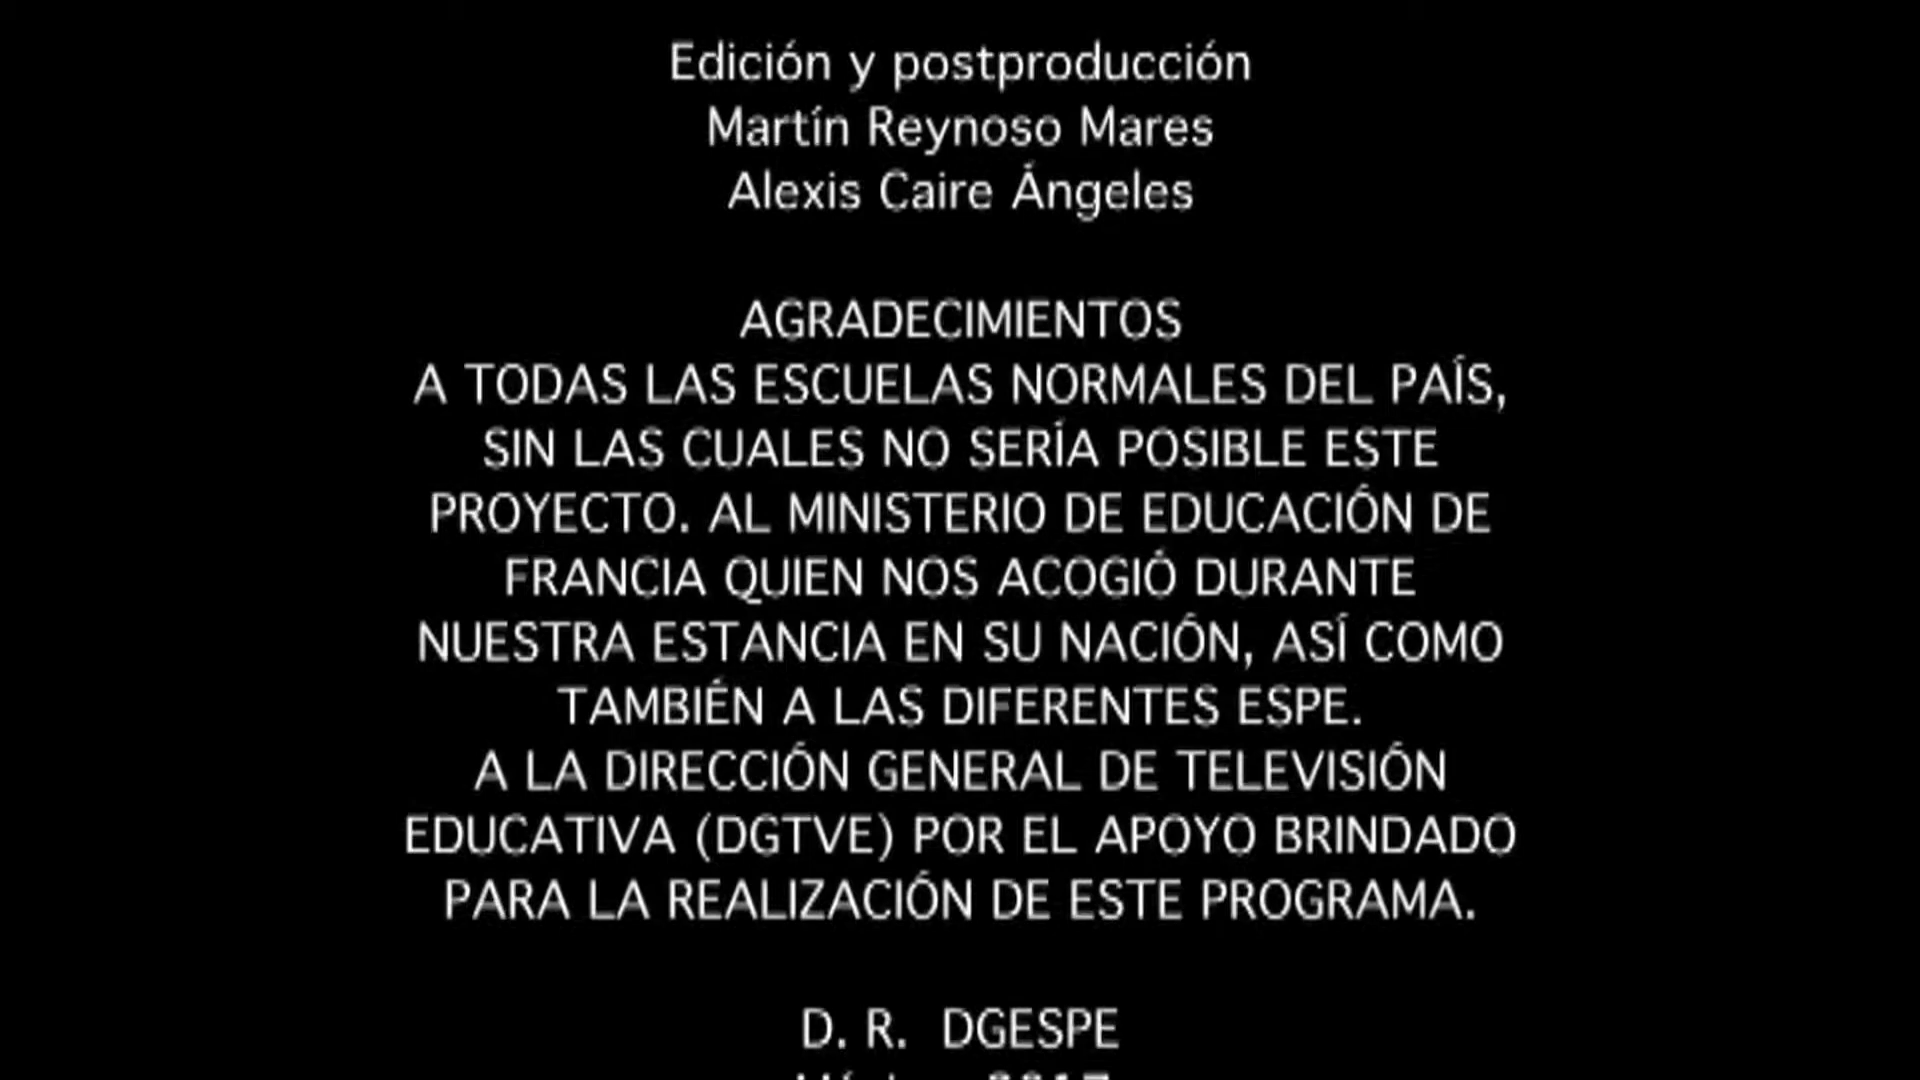 Edición y postproducción
Martín Reynoso Mares
Alexis Caire Ángeles
AGRADECIMIENTOS
A TODAS LAS ESCUELAS NORMALES DEL PAÍS,
SIN LAS CUALES NO SERÍA POSIBLE ESTE
PROYECTO. AL MINISTERIO DE EDUCACIÓN DE
FRANCIA QUIEN NOS ACOGIÓ DURANTE
NUESTRA ESTANCIA EN SU NACIÓN, ASÍ COMO
TAMBIÉN A LAS DIFERENTES ESPE.
A LA DIRECCIÓN GENERAL DE TELEVISIÓN
EDUCATIVA (DGTVE) POR EL APOYO BRINDADO
PARA LA REALIZACIÓN DE ESTE PROGRAMA.
D. R. DGESPE